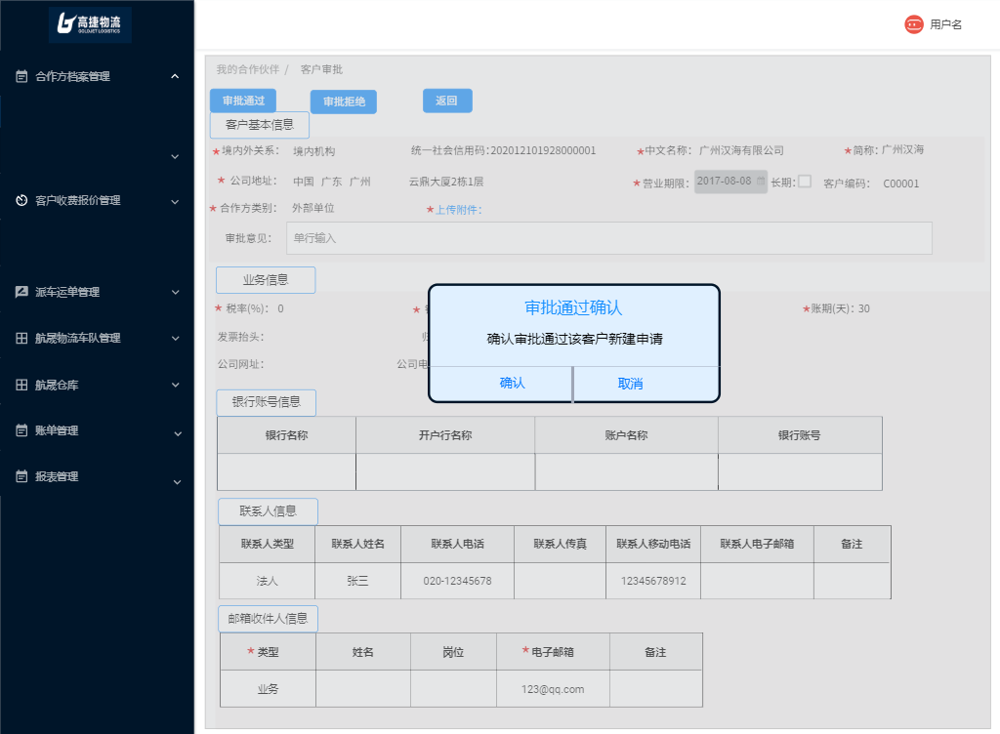 高捷物流
GOLDJET LOGISTICS
用户名
合作方档案管理
客户收费报价管理
派车运单管理
航晟物流车队管理
航晟仓库
账单管理
报表管理
我的合作伙伴 / 客户审批
审批通过 审批拒绝 返回
客户基本信息
*境内外关系: 境内机构 统一社会信用码:202012101928000001 *中文名称: 广州汉海有限公司 *简称: 广州汉海
* 公司地址: 中国 广东 广州 云鼎大厦2栋1层 *营业期限: 2017-08-08 长期: 客户编码: C00001
* 合作方类别: 外部单位 *上传附件:
审批意见: 单行输入
业务信息
* 税率(%): 0 * *账期(天): 30
发票抬头:
公司网址: 公司电
审批通过确认
确认审批通过该客户新建申请
确认 取消
银行账号信息
银行名称 开户行名称 账户名称 银行账号
联系人信息
联系人类型 联系人姓名 联系人电话 联系人传真 联系人移动电话 联系人电子邮箱 备注
法人 张三 020-12345678 12345678912
邮箱收件人信息
* 类型 姓名 岗位 *电子邮箱 备注
业务 123@qq.com